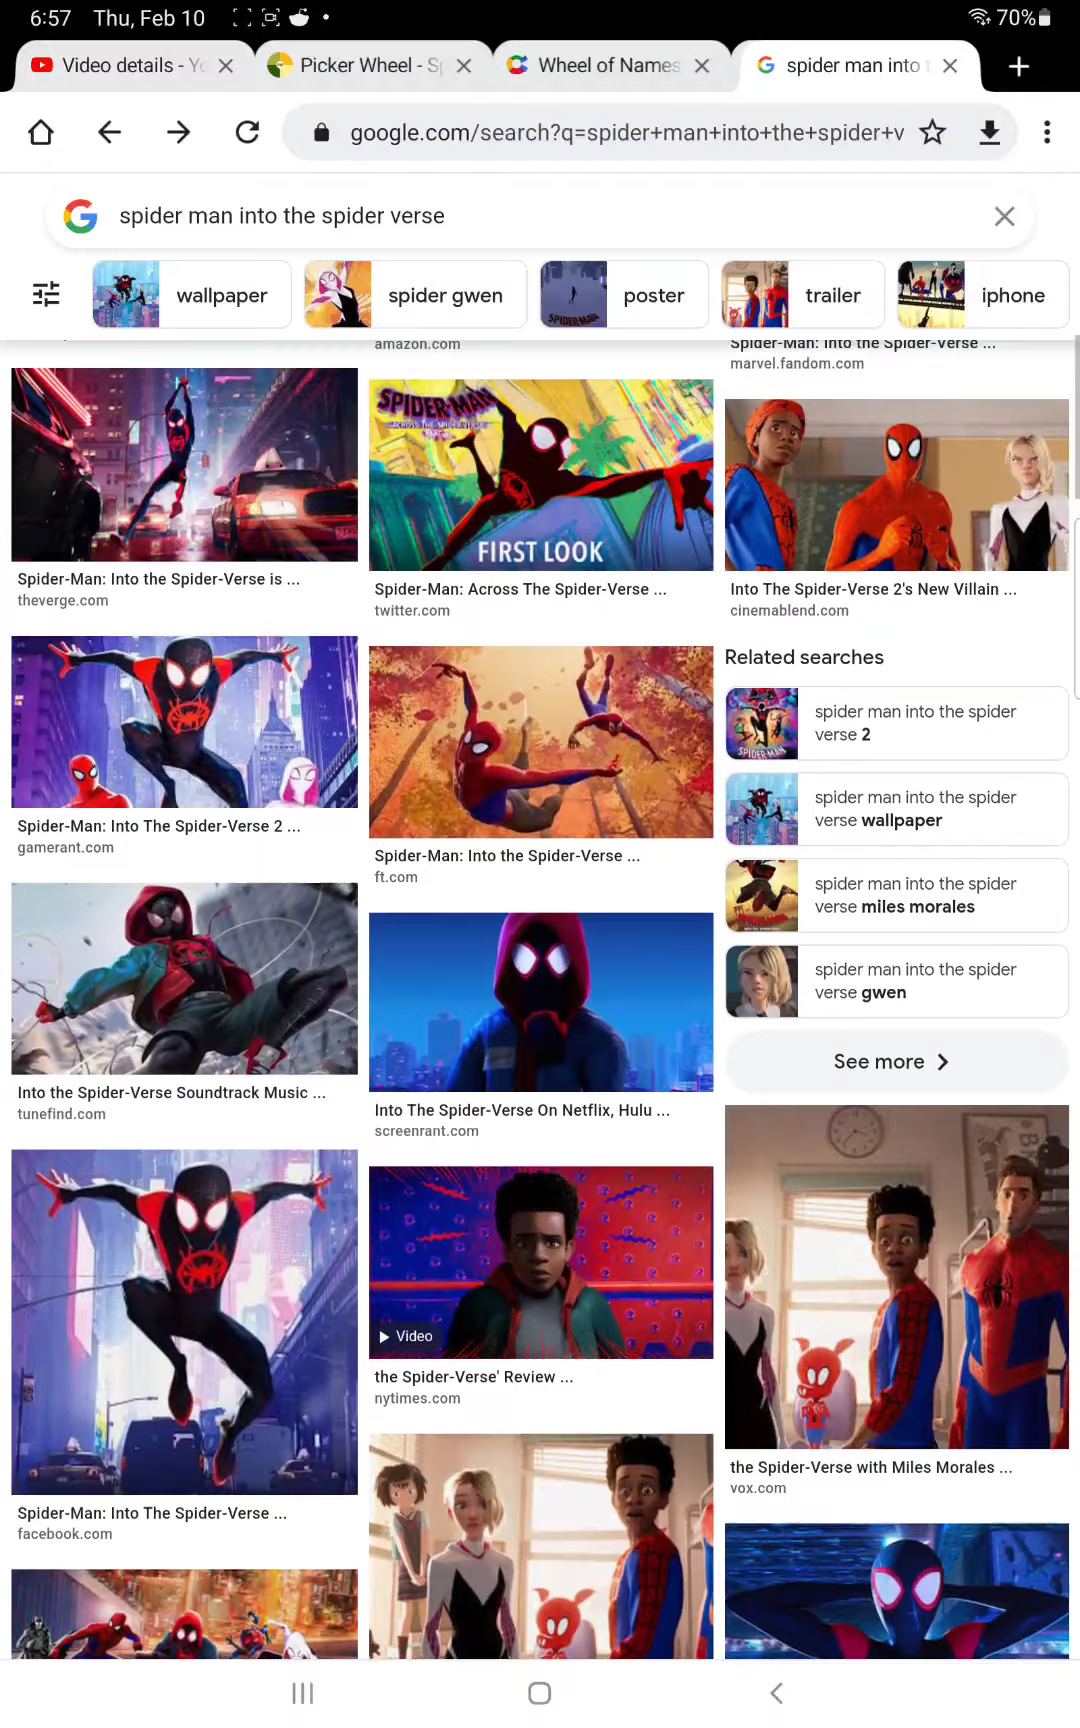 6:57 Thu, Feb 10 70%
Video details - Yo
Picker Wheel - Sp
Wheel of Names
spider man into t
google.com/search?q=spider+man+into+the+spider+v
spider man into the spider verse
wallpaper
spider gwen
poster
trailer
iphone
Spider-Man: Into the Spider-Verse is ...
theverge.com
Spider-Man: Into The Spider-Verse 2 ...
gamerant.com
Into the Spider-Verse Soundtrack Music ...
tunefind.com
Spider-Man: Into The Spider-Verse ...
facebook.com
amazon.com
SPIDER-MAN
ACROSS THE SPIDER-VERSE
FIRST LOOK
Spider-Man: Across The Spider-Verse ...
twitter.com
Spider-Man: Into the Spider-Verse ...
ft.com
Into The Spider-Verse On Netflix, Hulu ...
screenrant.com
Video
the Spider-Verse' Review ...
nytimes.com
Spider-Man: Into the Spider-Verse ...
marvel.fandom.com
Into The Spider-Verse 2's New Villain ...
cinemablend.com
Related searches
SPIDER-MAN
spider man into the spider
verse 2
spider man into the spider
verse wallpaper
spider man into the spider
verse miles morales
spider man into the spider
verse gwen
See more
the Spider-Verse with Miles Morales ...
vox.com